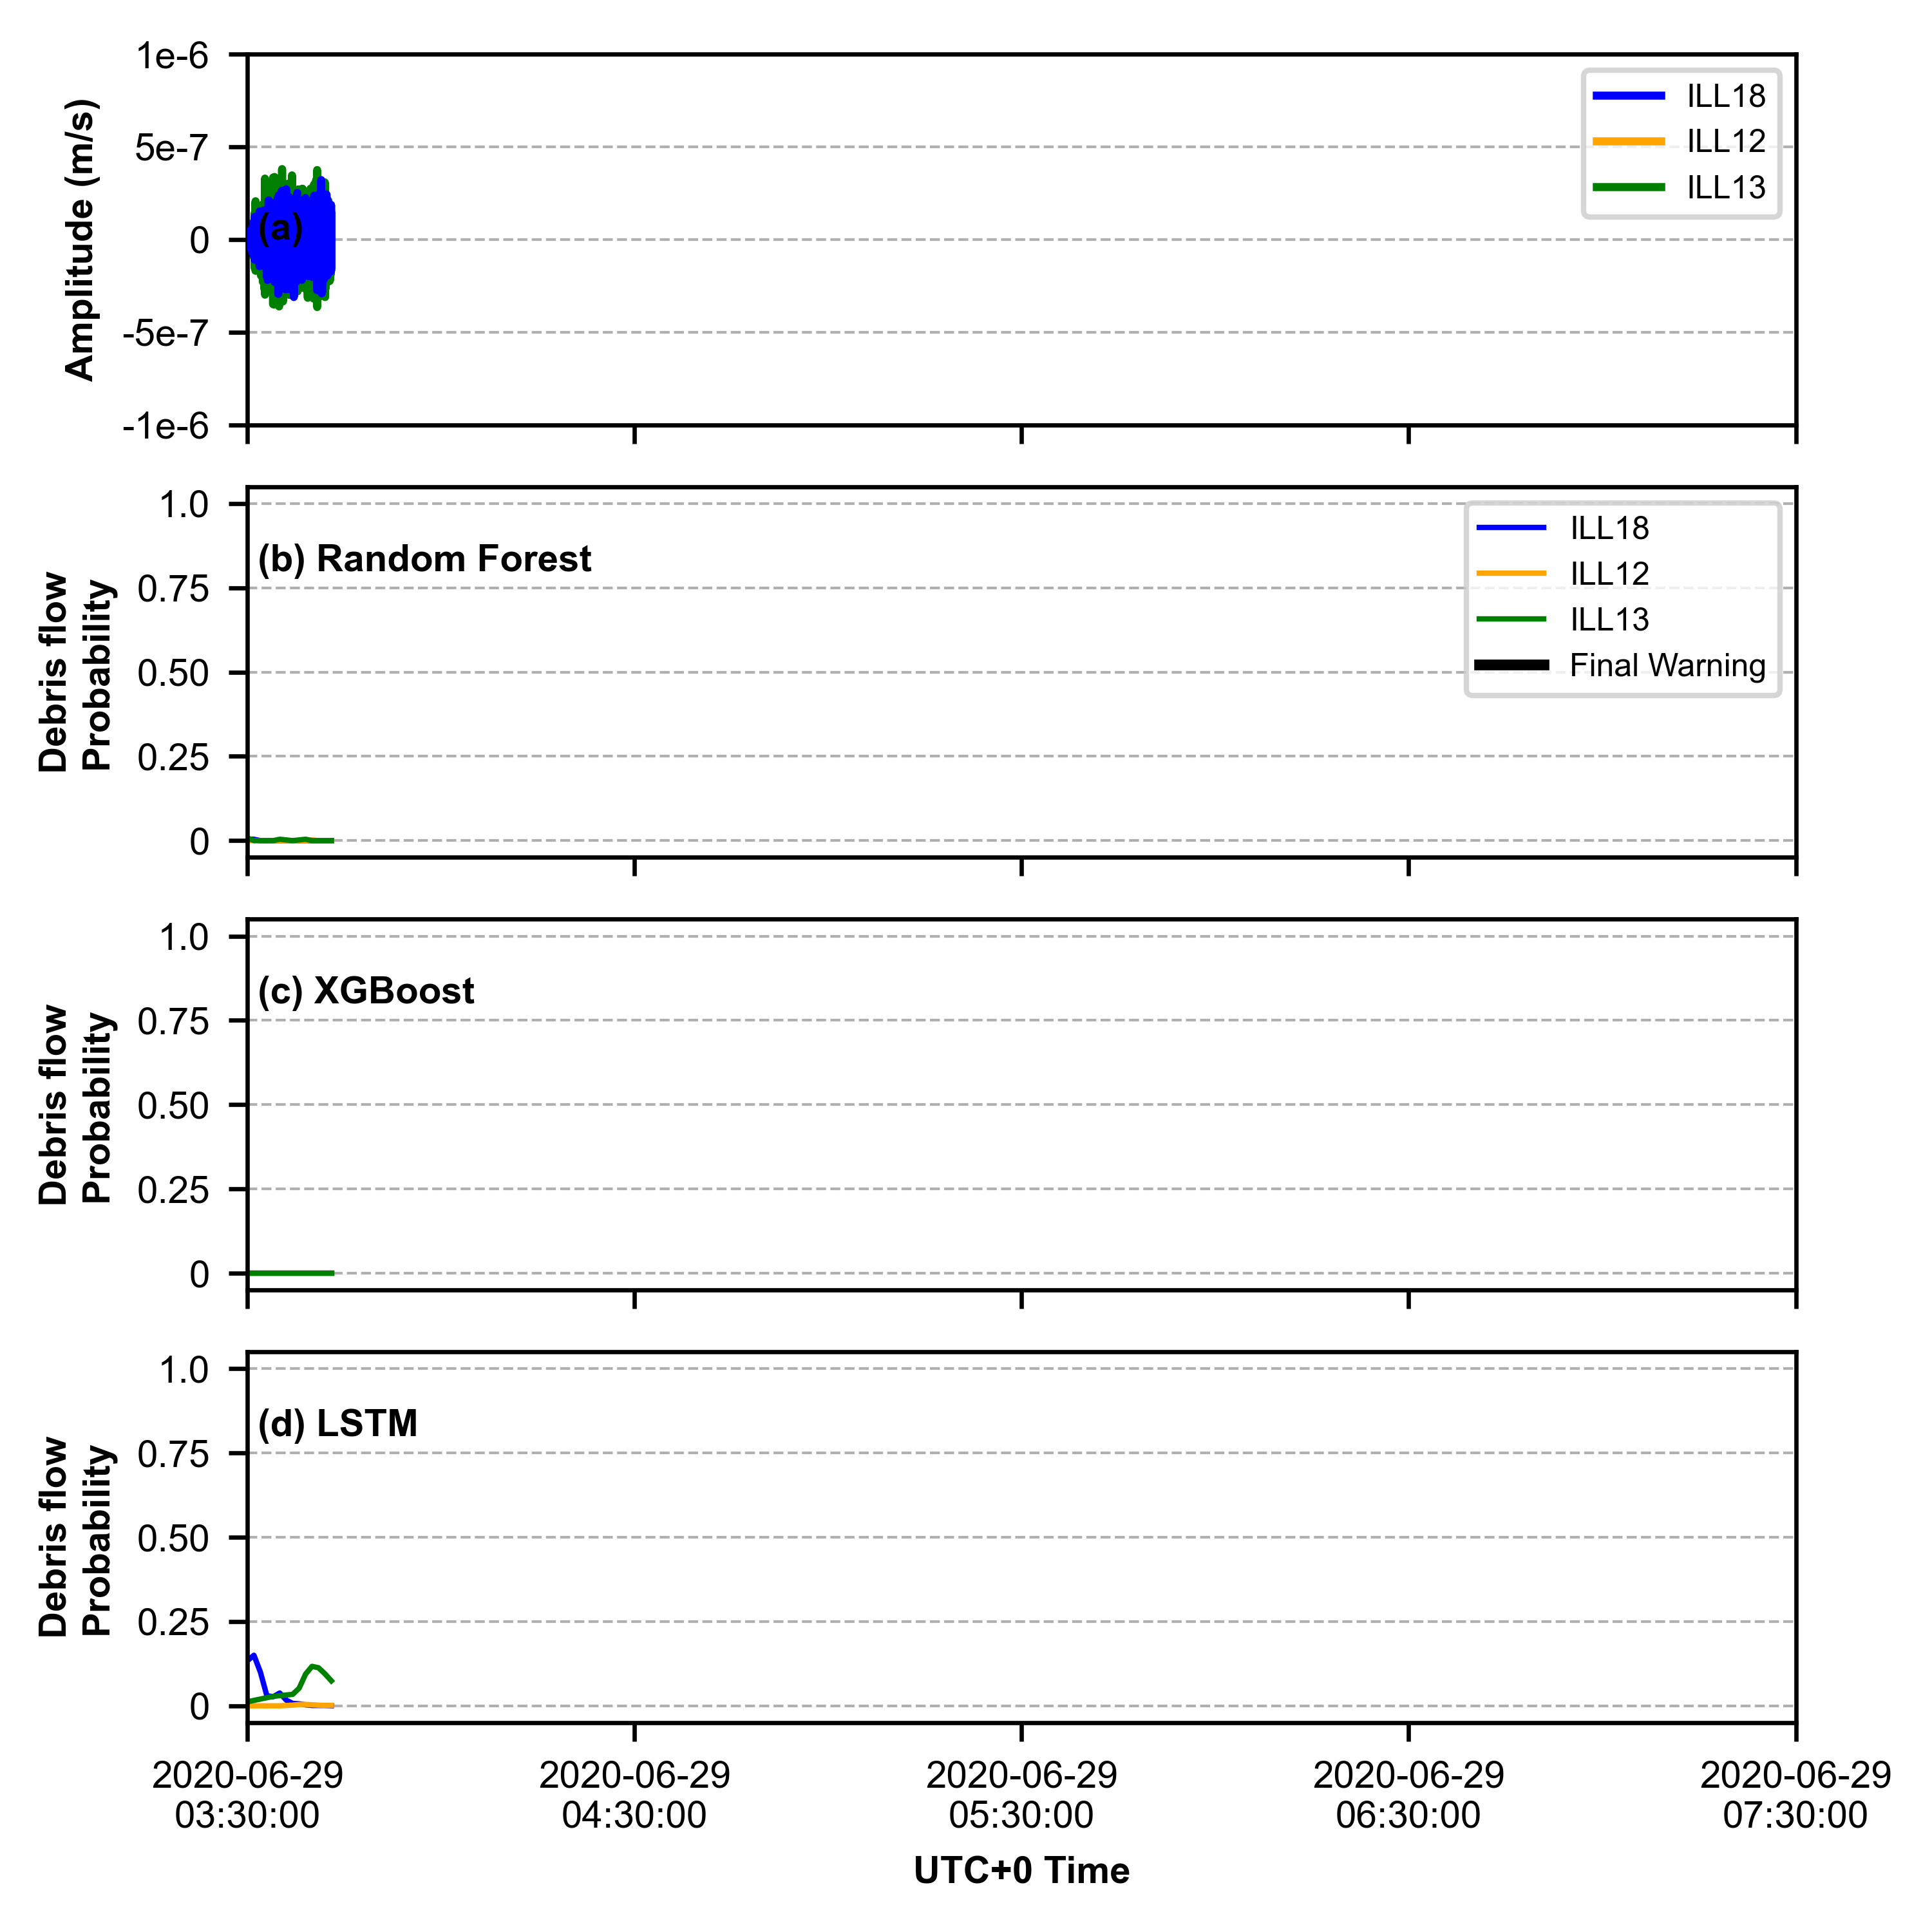 1e-6
5e-7
0
-5e-7
-1e-6
Amplitude (m/s)
(a)
ILL18
ILL12
ILL13
1.0
0.75
0.50
0.25
0
Debris flow
Probability
(b) Random Forest
ILL18
ILL12
ILL13
Final Warning
1.0
0.75
0.50
0.25
0
Debris flow
Probability
(c) XGBoost
1.0
0.75
0.50
0.25
0
Debris flow
Probability
(d) LSTM
2020-06-29
03:30:00
2020-06-29
04:30:00
2020-06-29
05:30:00
2020-06-29
06:30:00
2020-06-29
07:30:00
UTC+0 Time